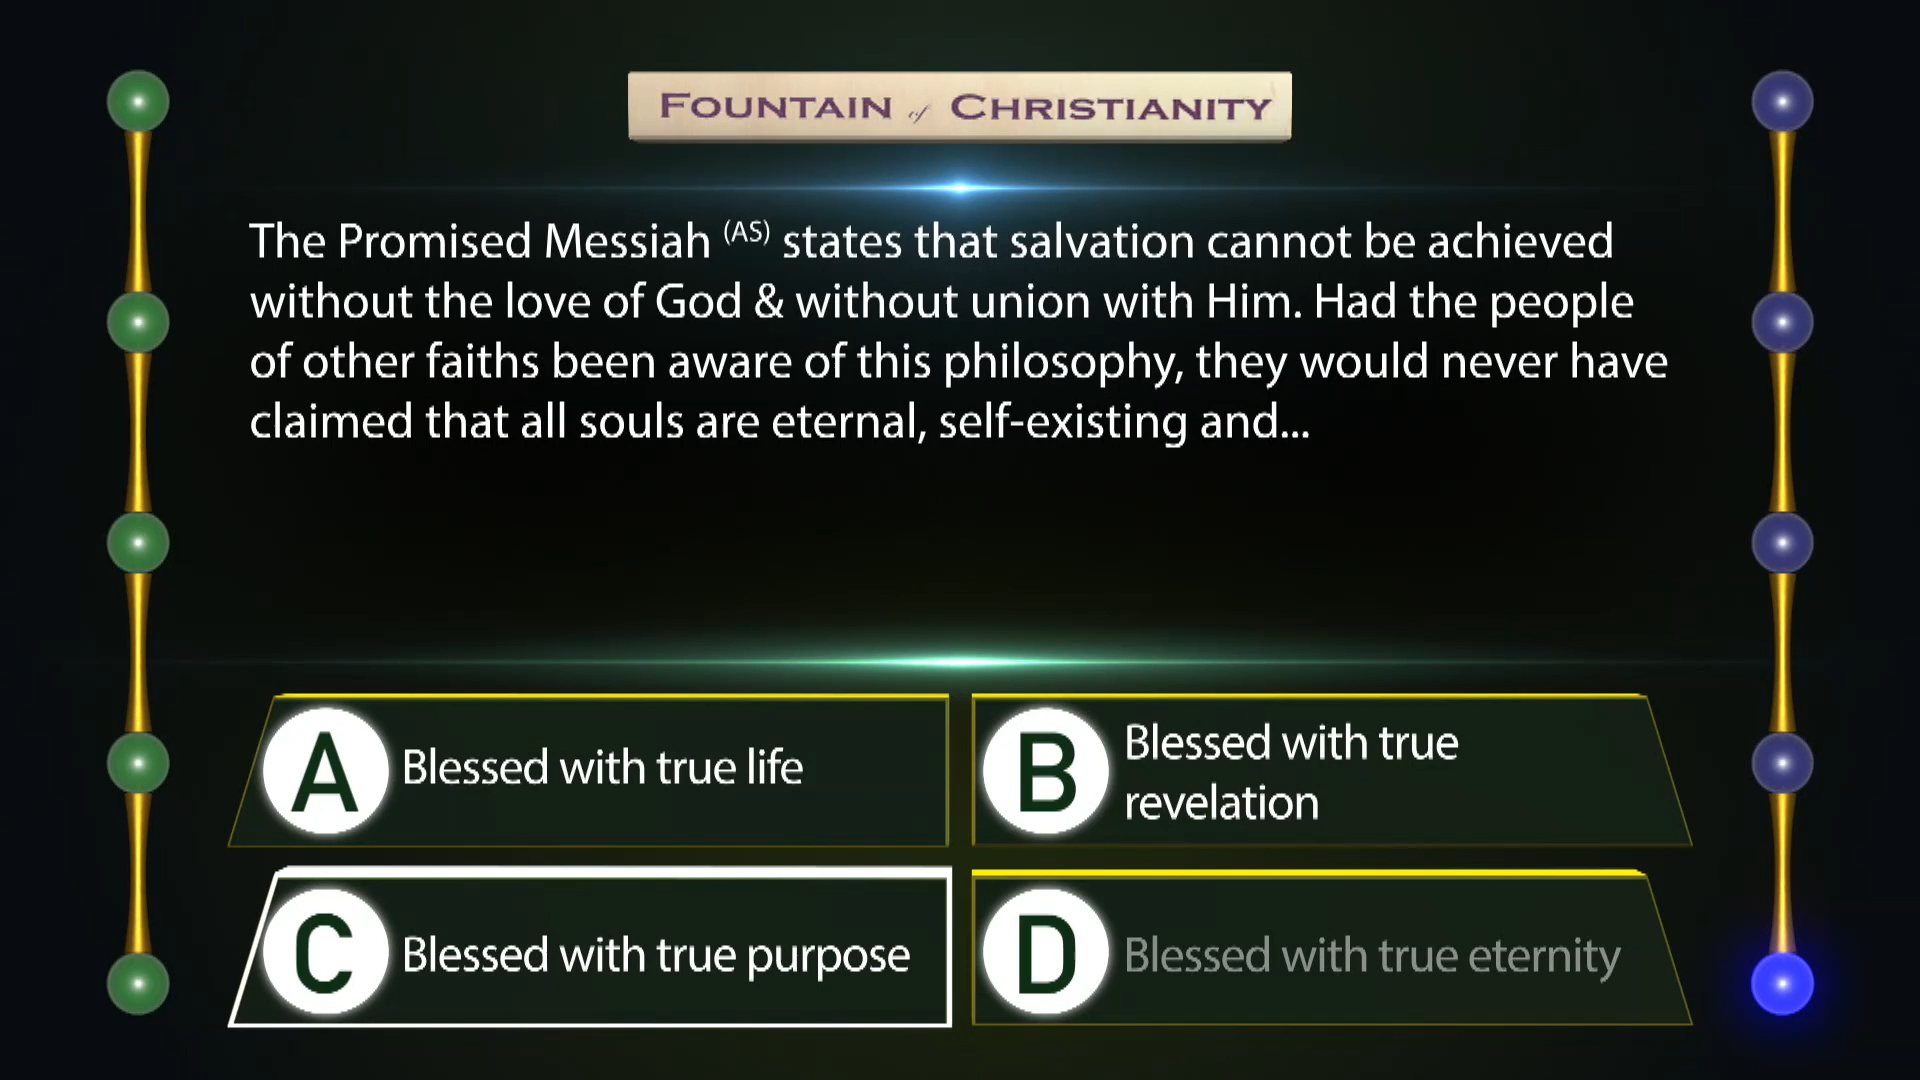 FOUNTAIN of CHRISTIANITY
The Promised Messiah (AS) states that salvation cannot be achieved
without the love of God & without union with Him. Had the people
of other faiths been aware of this philosophy, they would never have
claimed that all souls are eternal, self-existing and...
A Blessed with true life
B Blessed with true
revelation
C Blessed with true purpose
D Blessed with true eternity